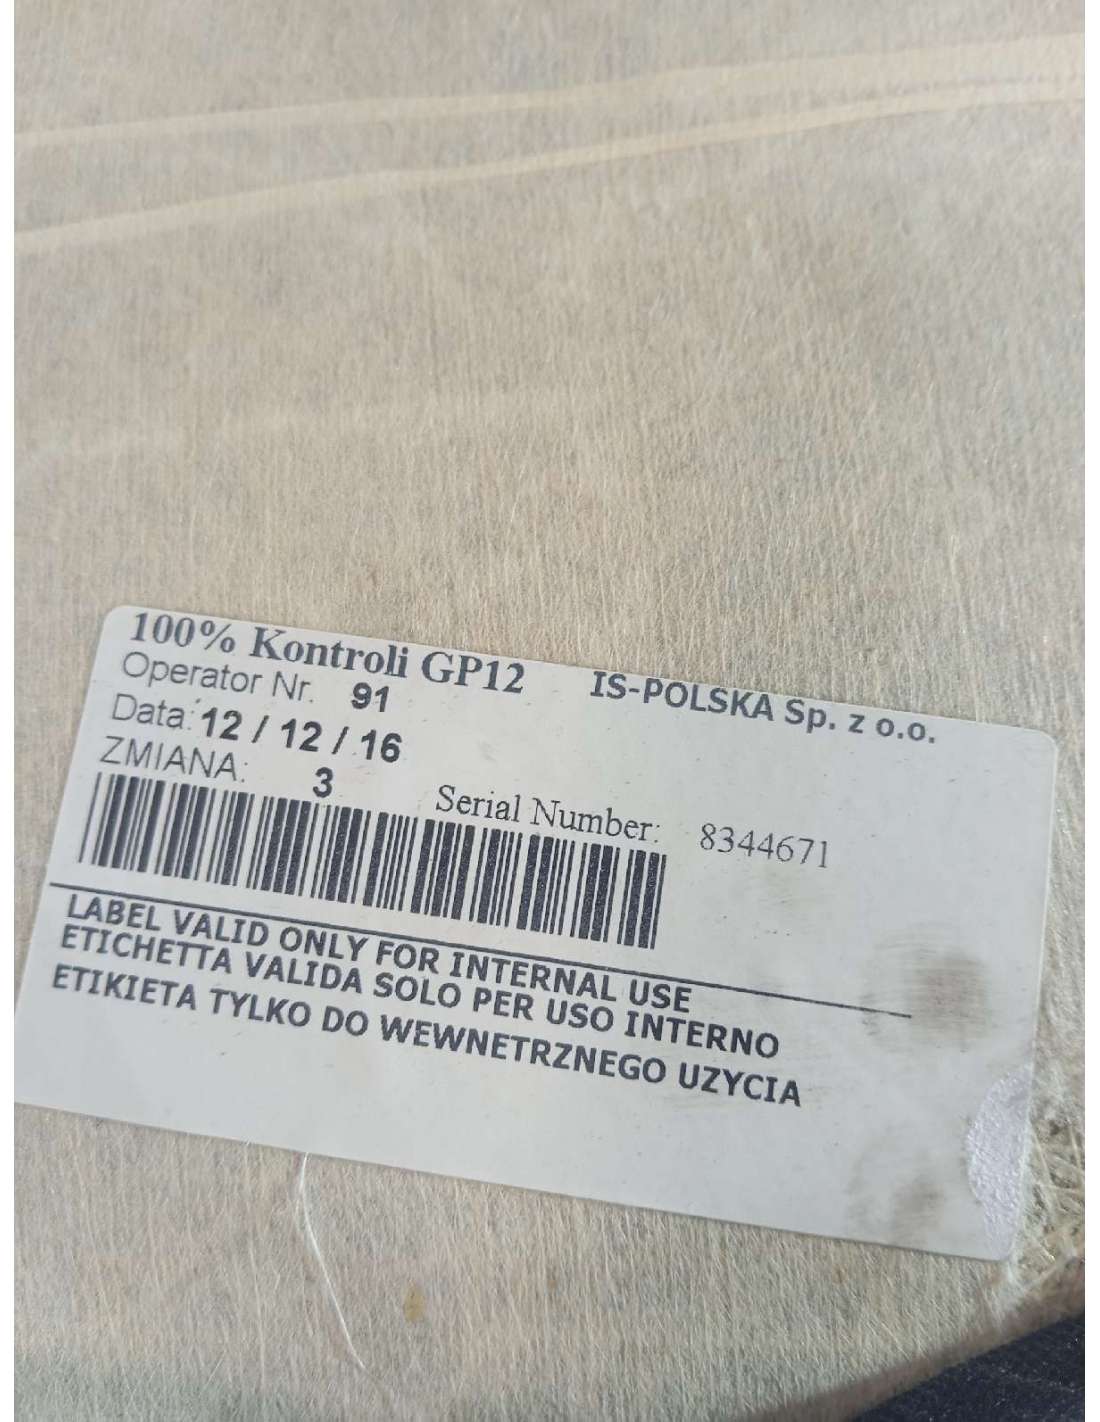 100% Kontroli GP12 IS-POLSKA Sp. z o.o.
Operator Nr. 91
Data: 12 / 12 / 16
ZMIANA: 3
Serial Number: 8344671
LABEL VALID ONLY FOR INTERNAL USE
ETICHETTA VALIDA SOLO PER USO INTERNO
ETIKIETA TYLKO DO WEWNETRZNEGO UZYCIA